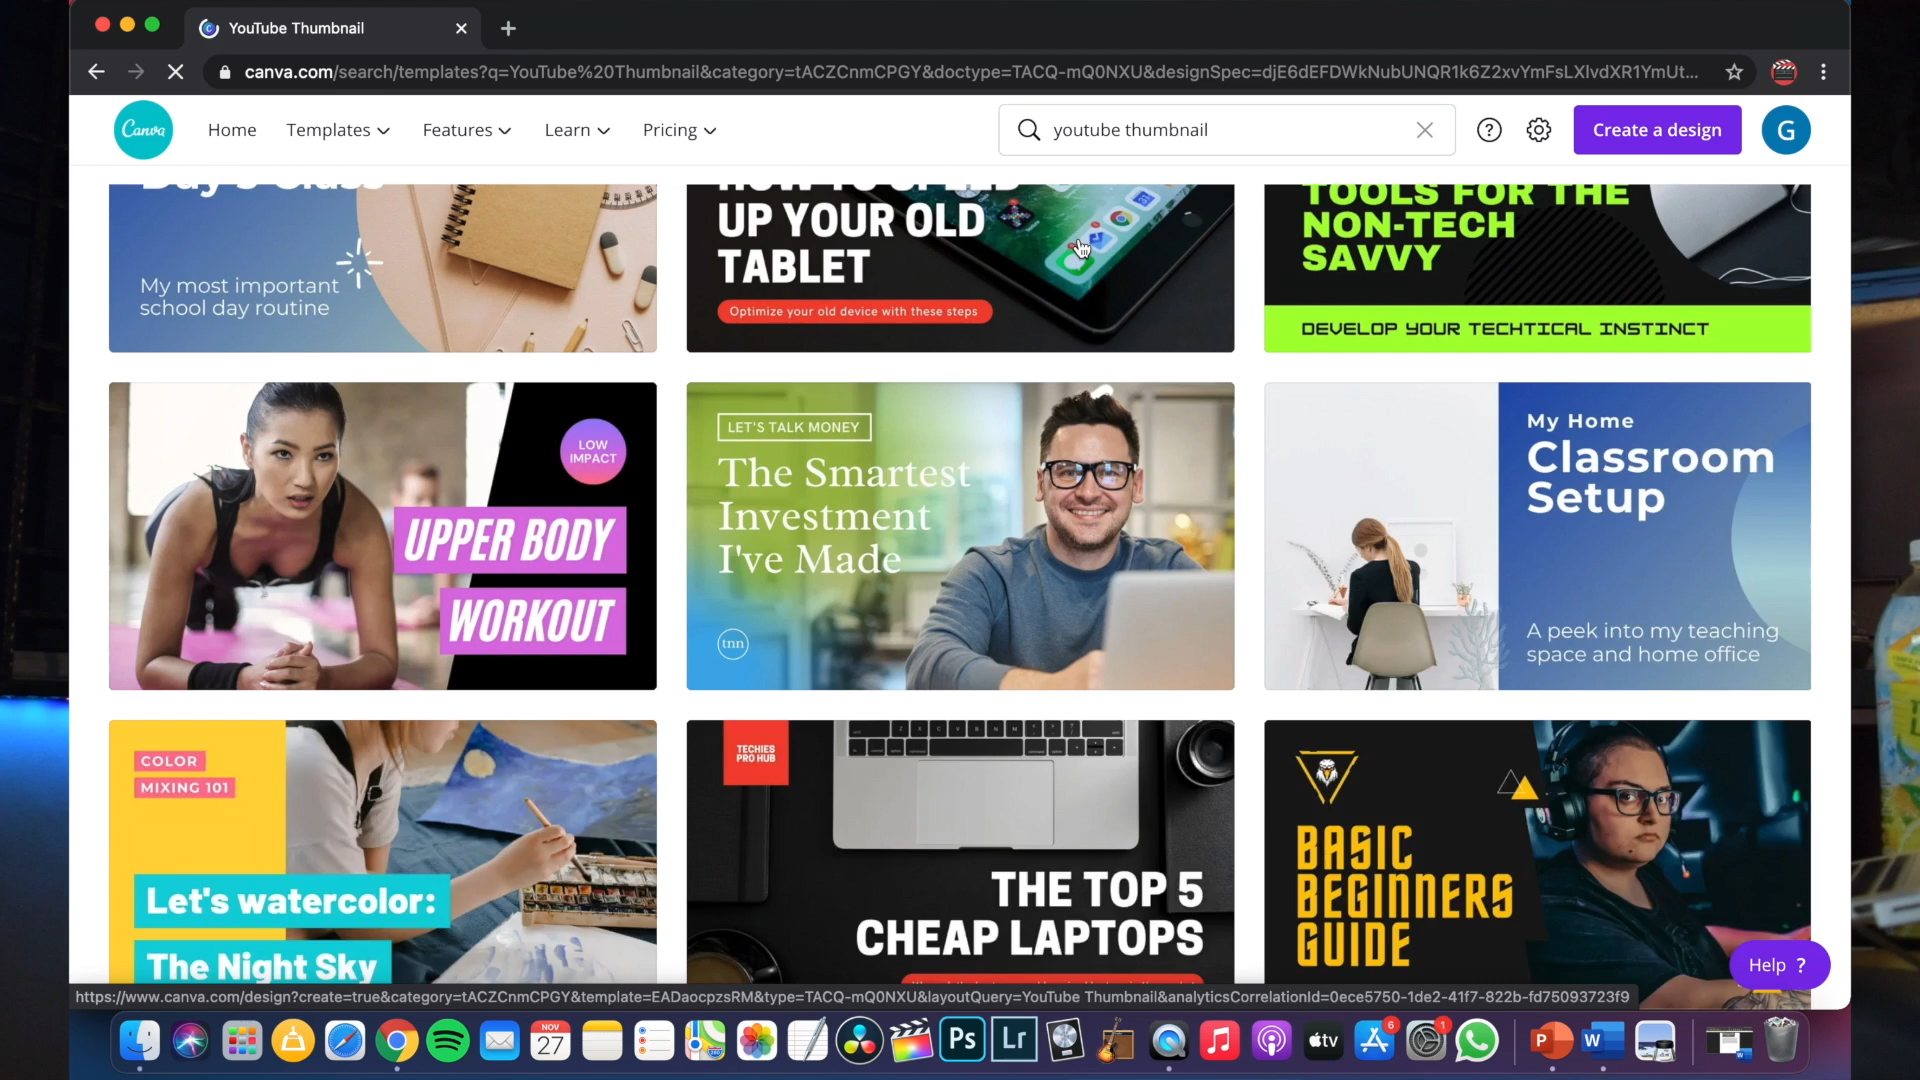 YouTube Thumbnail
canva.com/search/templates?q=YouTube%20Thumbnail&category=tACZCnmCPGY&doctype=TACQ-mQ0NXU&designSpec=djE6dEFDWkNubUNQR1k6Z2xvYmFsLXlvdXR1YmUt...
Canva
Home
Templates
Features
Learn
Pricing
youtube thumbnail
Create a design
G
My most important
school day routine
UP YOUR OLD
TABLET
Optimize your old device with these steps
TOOLS FOR THE
NON-TECH
SAVVY
DEVELOP YOUR TECHTICAL INSTINCT
LOW
IMPACT
UPPER BODY
WORKOUT
LET'S TALK MONEY
The Smartest
Investment
I've Made
tnn
My Home
Classroom
Setup
A peek into my teaching
space and home office
COLOR
MIXING 101
Let's watercolor:
The Night Sky
TECHIES
PRO HUB
THE TOP 5
CHEAP LAPTOPS
BASIC
BEGINNERS
GUIDE
Help ?
https://www.canva.com/design?create=true&category=tACZCnmCPGY&template=EADaocpzsRM&type=TACQ-mQ0NXU&layoutQuery=YouTube Thumbnail&analyticsCorrelationId=0ece5750-1de2-41f7-822b-fd75093723f9
NOV
27
Ps
Lr
tv
6
1
P
W